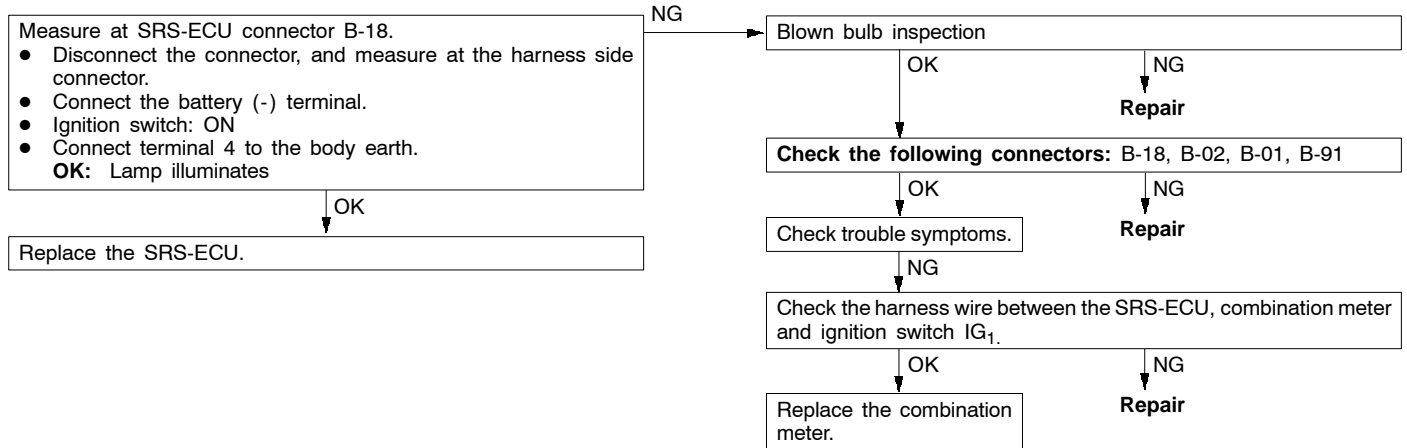 Measure at SRS-ECU connector B-18.
● Disconnect the connector, and measure at the harness side
connector.
● Connect the battery (-) terminal.
● Ignition switch: ON
● Connect terminal 4 to the body earth.
OK: Lamp illuminates
OK
Replace the SRS-ECU.
NG
Blown bulb inspection
OK
NG
Repair
Check the following connectors: B-18, B-02, B-01, B-91
OK
NG
Repair
Check trouble symptoms.
NG
Check the harness wire between the SRS-ECU, combination meter
and ignition switch IG1.
OK
NG
Repair
Replace the combination
meter.